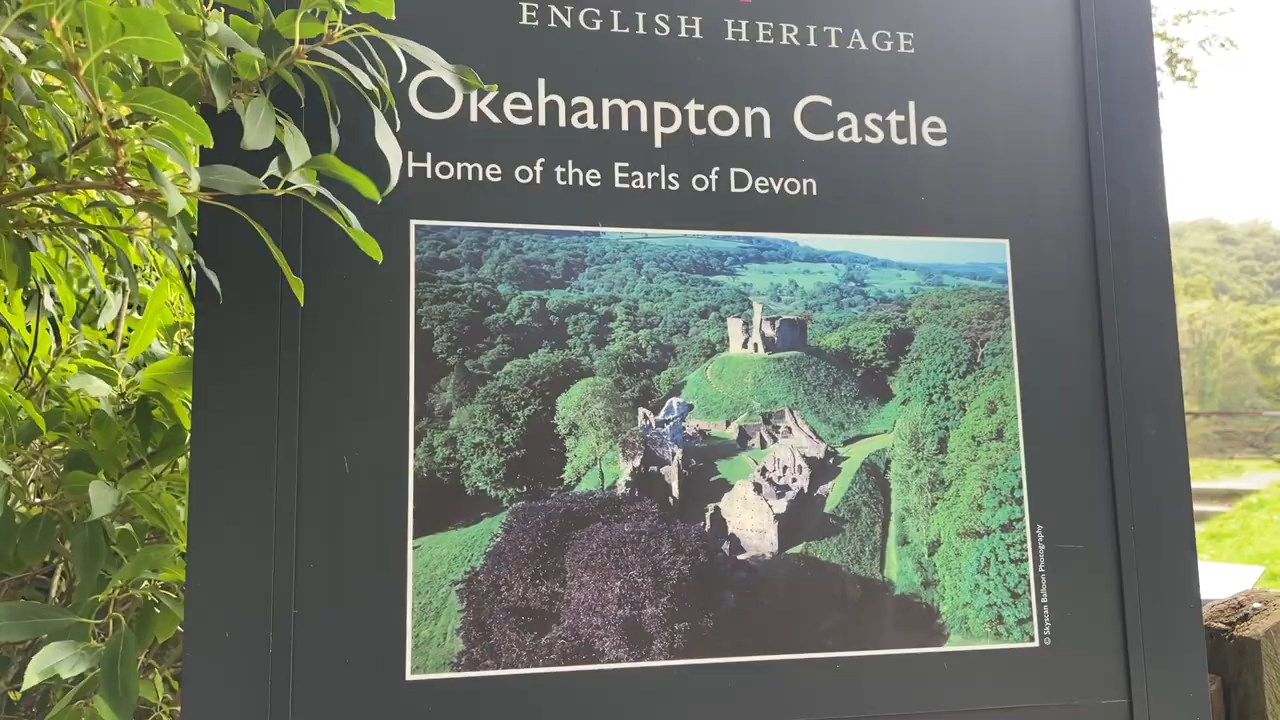 ENGLISH HERITAGE
Okehampton Castle
Home of the Earls of Devon
© Skyscan Balloon Photography